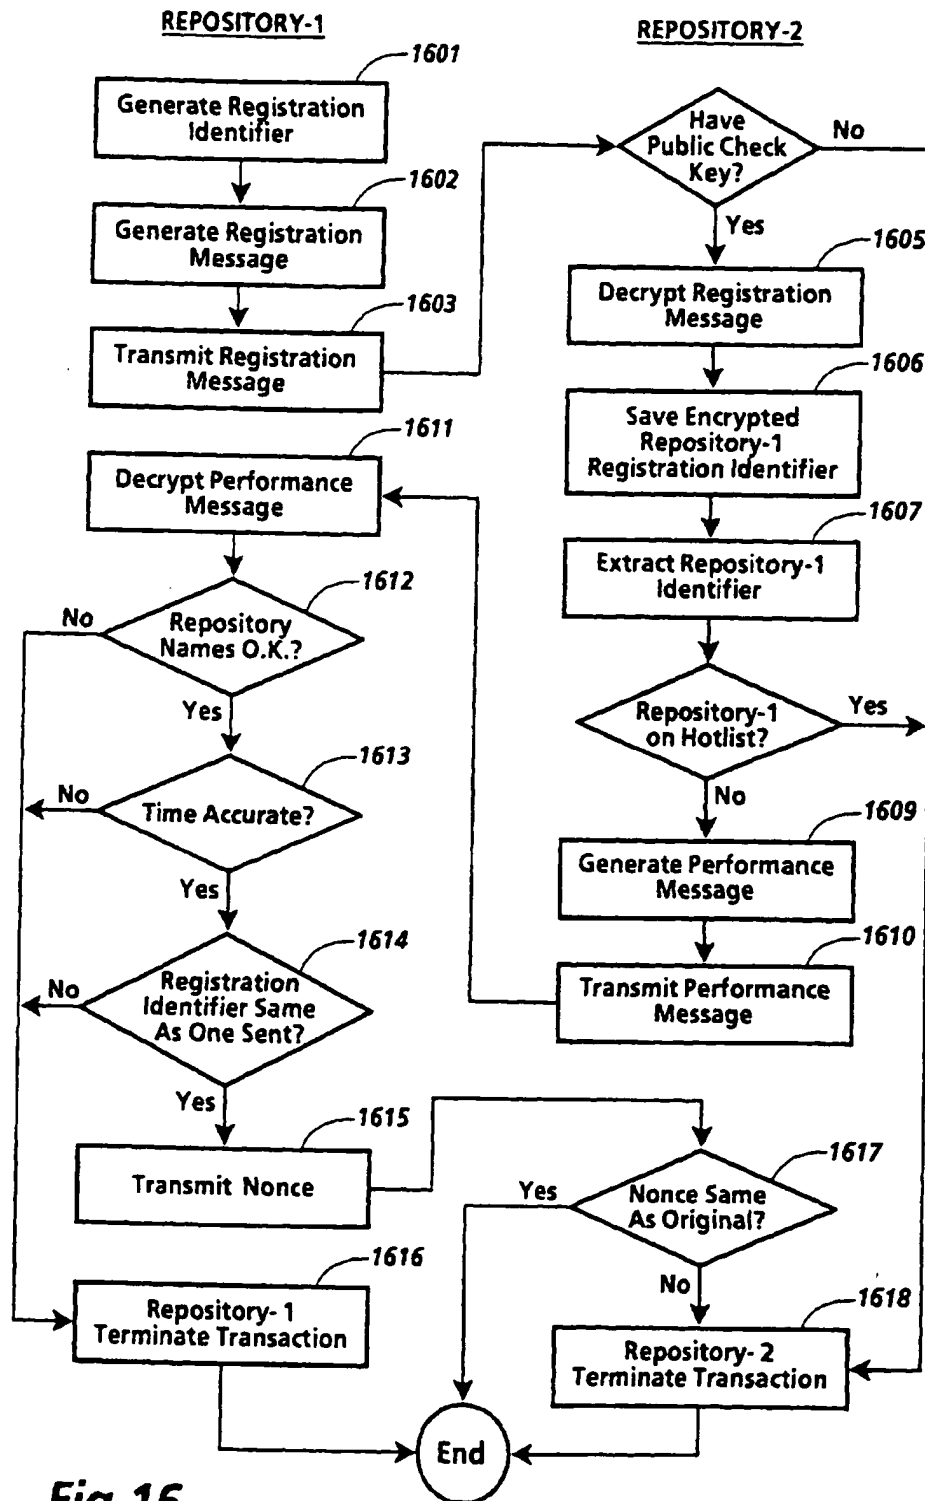 REPOSITORY-1
1601
Generate Registration
Identifier
1602
Generate Registration
Message
1603
Transmit Registration
Message
1611
Decrypt Performance
Message
1612
No
Repository
Names O.K.?
Yes
1613
No
Time Accurate?
Yes
1614
No
Registration
Identifier Same
As One Sent?
Yes
1615
Transmit Nonce
1616
Repository- 1
Terminate Transaction
REPOSITORY-2
Have
Public Check
Key?
No
Yes
1605
Decrypt Registration
Message
1606
Save Encrypted
Repository-1
Registration Identifier
1607
Extract Repository-1
Identifier
Repository-1
on Hotlist?
Yes
No
1609
Generate Performance
Message
1610
Transmit Performance
Message
1617
Yes
Nonce Same
As Original?
No
1618
Repository- 2
Terminate Transaction
End
Fig. 16